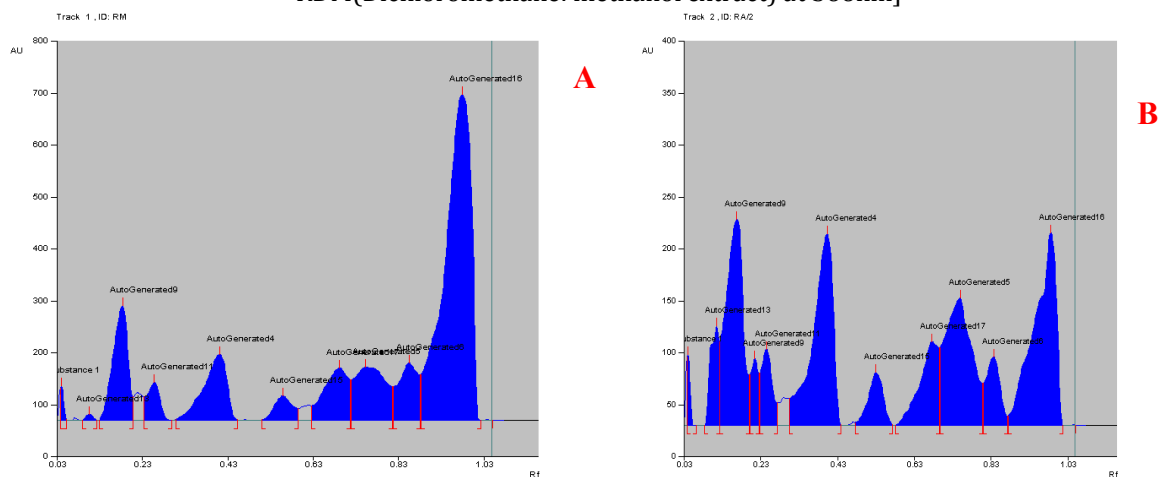 Track 1 , ID: RM
AU
800
700
600
500
400
300
200
100
0
0.03
0.23
0.43
0.63
0.83
1.03
Rf
AutoGenerated9
AutoGenerated11
AutoGenerated4
AutoGenerated16
A
Track 2 , ID: RA/2
AU
400
350
300
250
200
150
100
50
0
0.03
0.23
0.43
0.63
0.83
1.03
Rf
AutoGenerated13
AutoGenerated9
AutoGenerated9
AutoGenerated4
AutoGenerated17
AutoGenerated5
AutoGenerated16
B